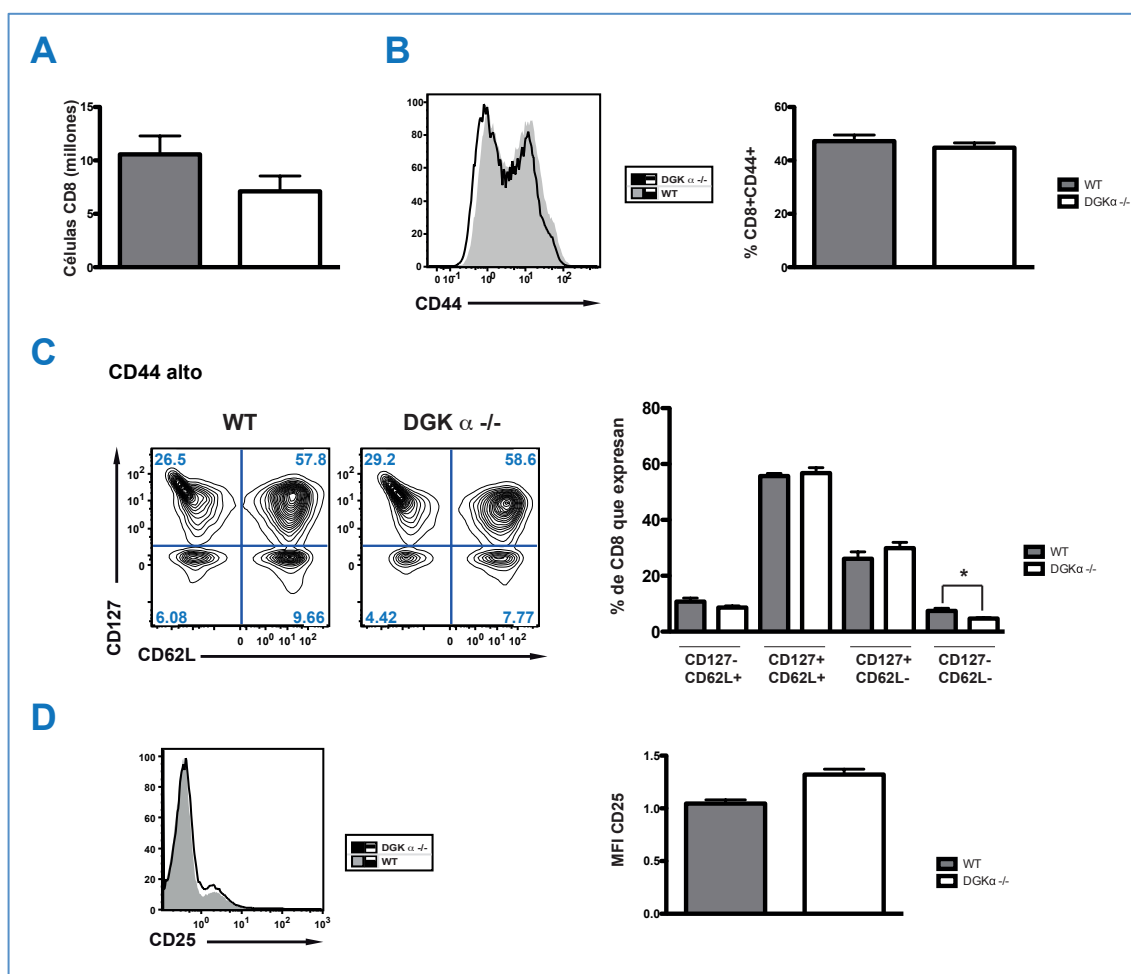 A
Células CD8 (millones)
15
10
5
0
B
100
80
60
40
20
0
0 10-1 100 101 102
CD44
DGK α -/-
WT
% CD8+CD44+
60
40
20
0
WT
DGKα -/-
C
CD44 alto
WT
DGK α -/-
26.5 57.8
6.08 9.66
29.2 58.6
4.42 7.77
102
101
100
0
0 100 101 102
0 100 101 102
CD127
CD62L
% de CD8 que expresan
80
60
40
20
0
*
CD127- CD127+ CD127+ CD127-
CD62L+ CD62L+ CD62L- CD62L-
WT
DGKα -/-
D
100
80
60
40
20
0
100 101 102 103
CD25
DGK α -/-
WT
MFI CD25
1.5
1.0
0.5
0.0
WT
DGKα -/-